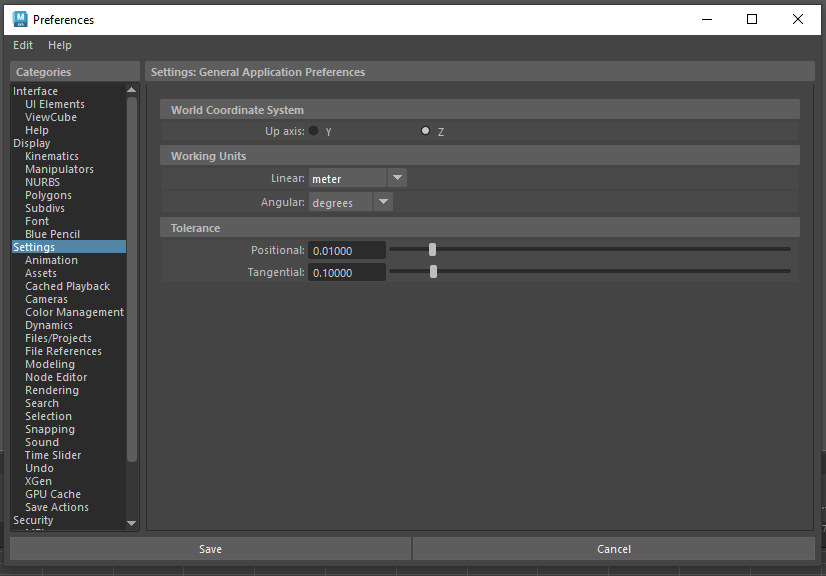 Preferences
Edit Help
Categories
Interface
UI Elements
ViewCube
Help
Display
Kinematics
Manipulators
NURBS
Polygons
Subdivs
Font
Blue Pencil
Settings
Animation
Assets
Cached Playback
Cameras
Color Management
Dynamics
Files/Projects
File References
Modeling
Node Editor
Rendering
Search
Selection
Snapping
Sound
Time Slider
Undo
XGen
GPU Cache
Save Actions
Security
Settings: General Application Preferences
World Coordinate System
Up axis: Y Z
Working Units
Linear: meter
Angular: degrees
Tolerance
Positional: 0.01000
Tangential: 0.10000
Save Cancel